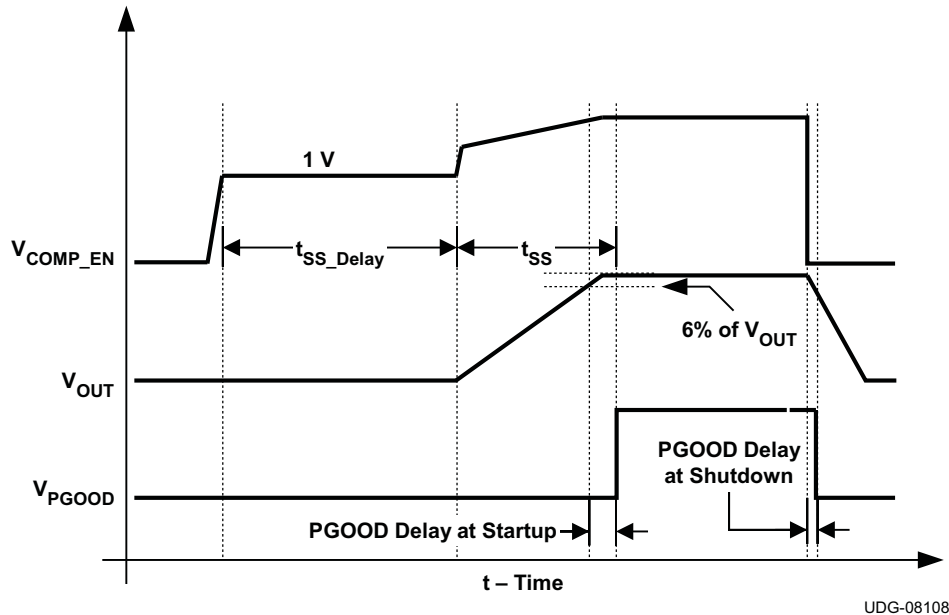 1 V
V_COMP_EN
t_SS_Delay
t_SS
6% of V_OUT
V_OUT
PGOOD Delay
at Shutdown
V_PGOOD
PGOOD Delay at Startup
t – Time
UDG-08108